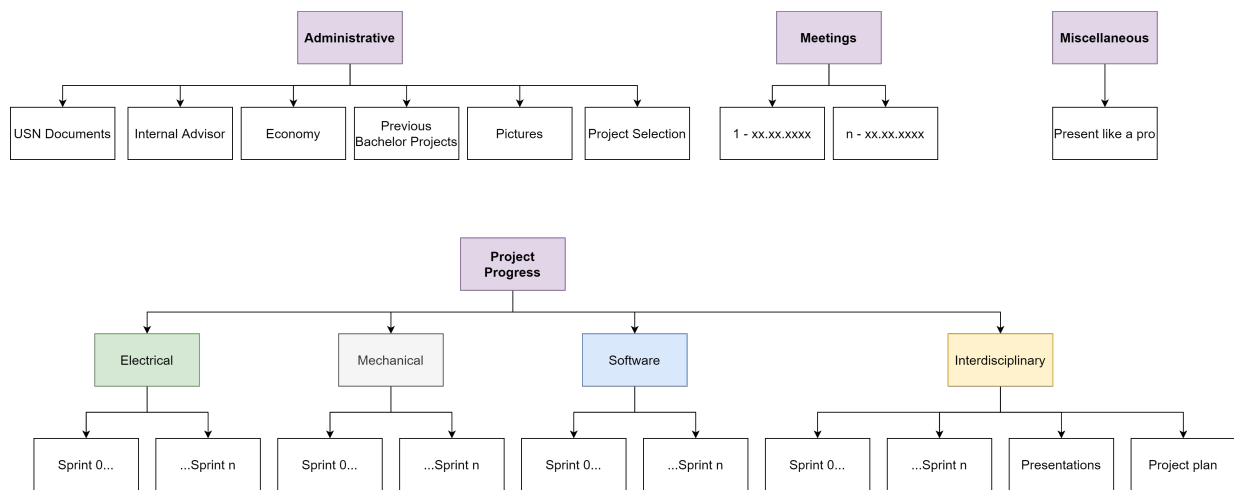 Administrative
Meetings
Miscellaneous
USN Documents
Internal Advisor
Economy
Previous
Bachelor Projects
Pictures
Project Selection
1 - xx.xx.xxxx
n - xx.xx.xxxx
Present like a pro
Project
Progress
Electrical
Mechanical
Software
Interdisciplinary
Sprint 0...
...Sprint n
Sprint 0...
...Sprint n
Sprint 0...
...Sprint n
Sprint 0...
...Sprint n
Presentations
Project plan